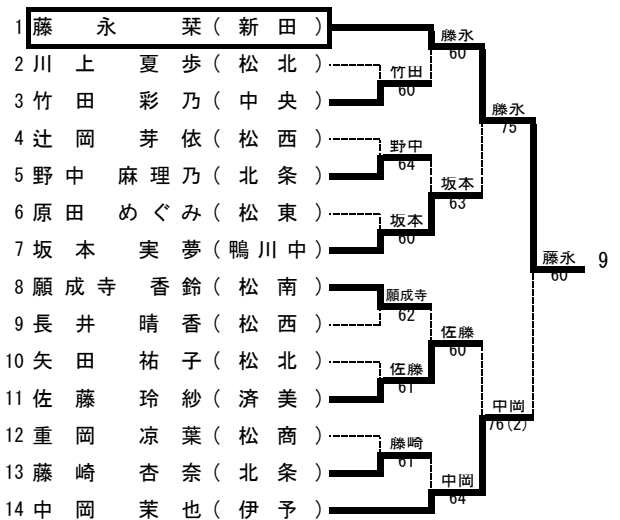 1 藤 永 栞 ( 新 田 )
2 川 上 夏 歩 ( 松 北 )
3 竹 田 彩 乃 ( 中 央 )
4 辻 岡 芽 依 ( 松 西 )
5 野 中 麻 理 乃 ( 北 条 )
6 原 田 め ぐ み ( 松 東 )
7 坂 本 実 夢 ( 鴨 川 中 )
8 願 成 寺 香 鈴 ( 松 南 )
9 長 井 晴 香 ( 松 西 )
10 矢 田 祐 子 ( 松 北 )
11 佐 藤 玲 紗 ( 済 美 )
12 重 岡 凉 葉 ( 松 商 )
13 藤 崎 杏 奈 ( 北 条 )
14 中 岡 茉 也 ( 伊 予 )
竹田
60
野中
64
坂本
60
願成寺
62
佐藤
61
藤崎
61
藤永
60
坂本
63
佐藤
60
中岡
64
藤永
75
中岡
76(2)
藤永
60
9